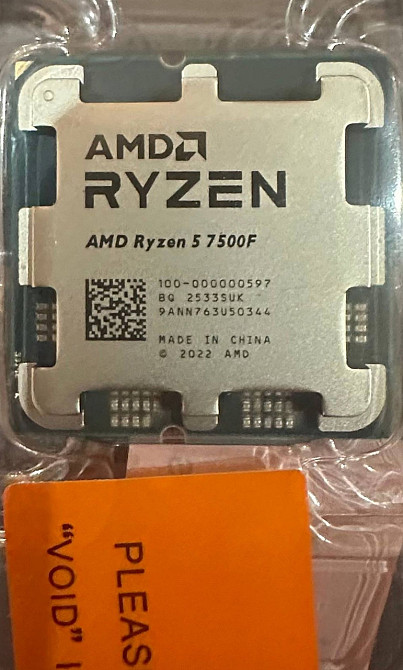 AMD
RYZEN
AMD Ryzen 5 7500F
100-000000597
BQ 2533SUK
9ANN763U50344
MADE IN CHINA
© 2022 AMD
PLEAS
"VOID"